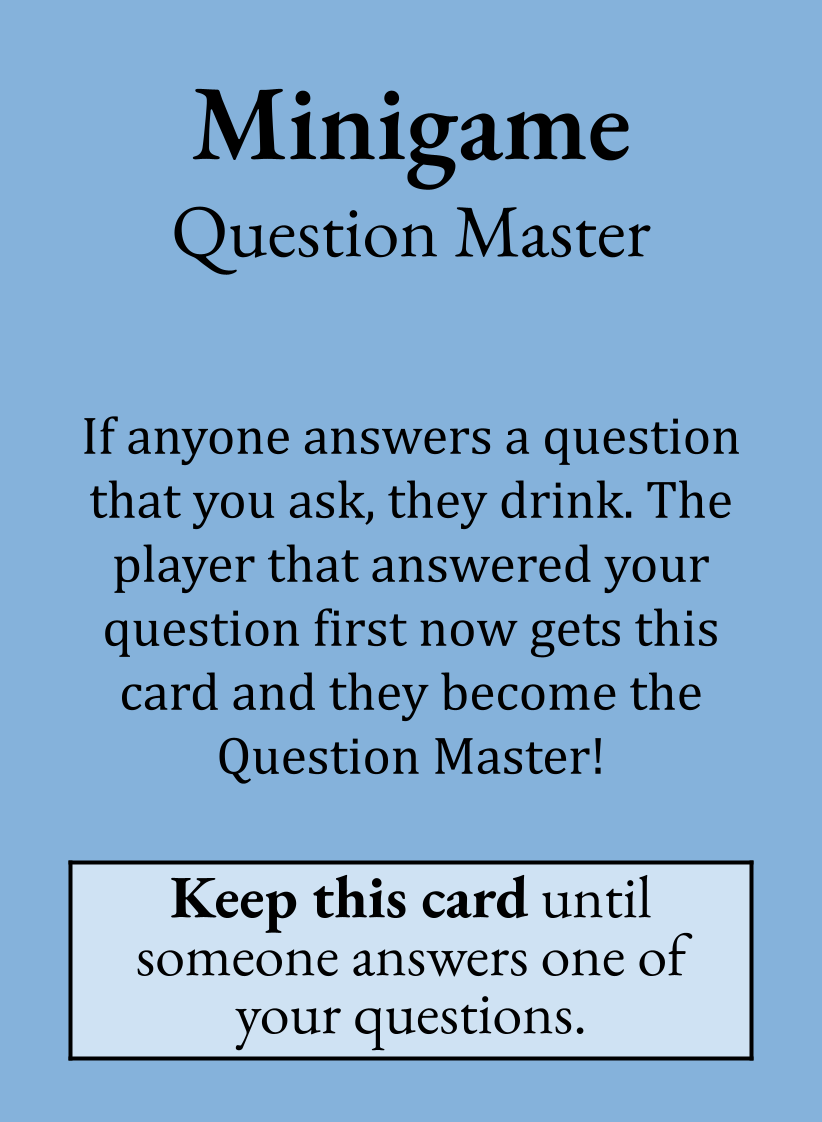 Minigame
Question Master
If anyone answers a question
that you ask, they drink. The
player that answered your
question first now gets this
card and they become the
Question Master!
Keep this card until
someone answers one of
your questions.